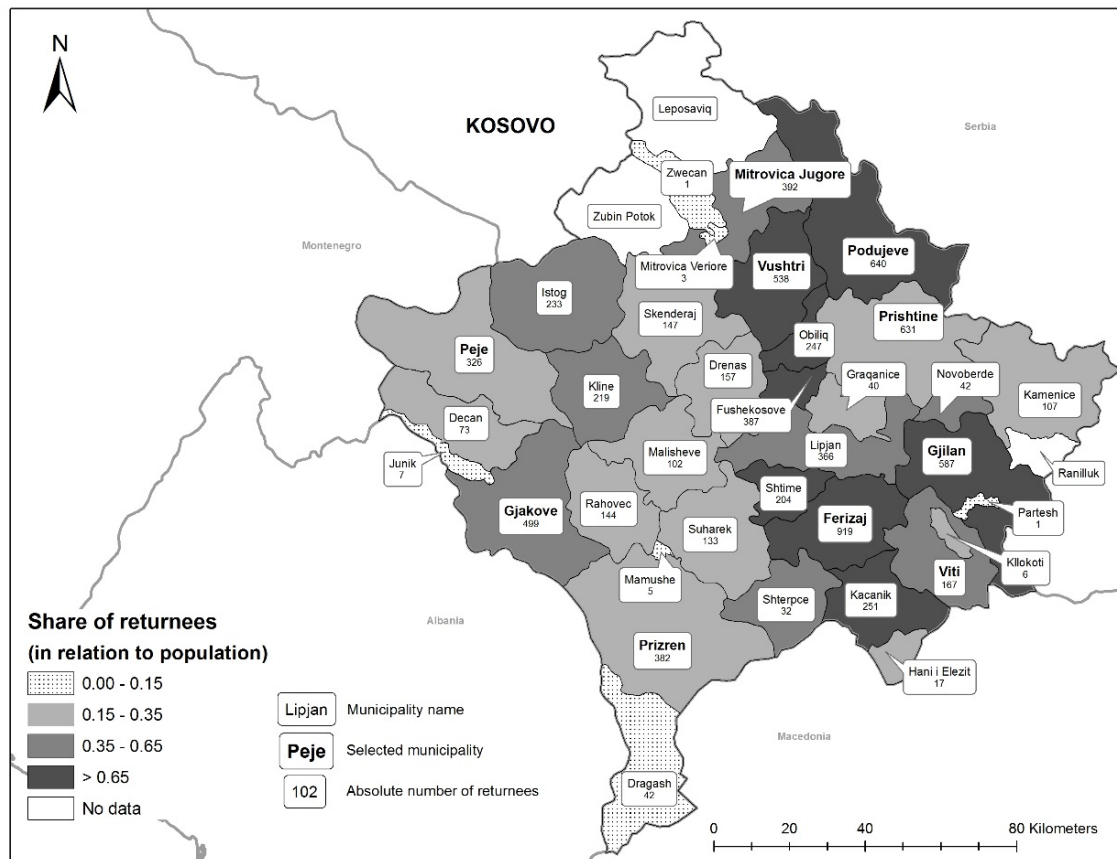 N
KOSOVO
Serbia
Montenegro
Albania
Macedonia
Leposaviq
Zwecan
1
Mitrovica Jugore
392
Zubin Potok
Mitrovica Veriore
3
Vushtri
538
Podujeve
640
Istog
233
Skenderaj
147
Prishtine
631
Obiliq
247
Peje
326
Drenas
157
Graqanice
40
Novoberde
42
Kamenice
107
Kline
219
Fushekosove
387
Decan
73
Lipjan
366
Gjilan
587
Malisheve
102
Junik
7
Ranilluk
Shtime
204
Gjakove
499
Rahovec
144
Ferizaj
919
Partesh
1
Suharek
133
Kllokoti
6
Viti
167
Mamushe
5
Shterpce
32
Kacanik
251
Prizren
382
Hani i Elezit
17
Dragash
42
Share of returnees
(in relation to population)
0.00 - 0.15
0.15 - 0.35
0.35 - 0.65
> 0.65
No data
Lipjan
Municipality name
Peje
Selected municipality
102
Absolute number of returnees
0 20 40 80 Kilometers